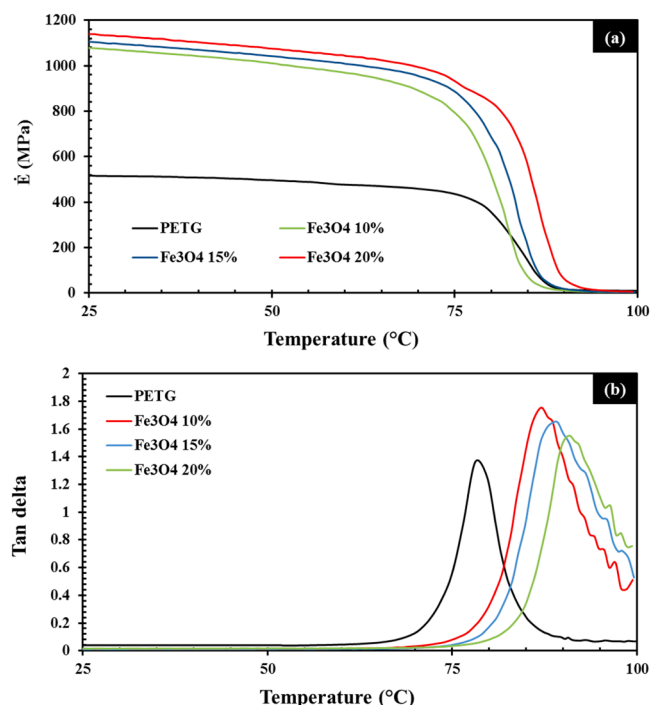 (a)
1200
1000
800
600
400
200
0
Ė (MPa)
PETG
Fe3O4 10%
Fe3O4 15%
Fe3O4 20%
25
50
75
100
Temperature (°C)
(b)
2
1.8
1.6
1.4
1.2
1
0.8
0.6
0.4
0.2
0
Tan delta
PETG
Fe3O4 10%
Fe3O4 15%
Fe3O4 20%
25
50
75
100
Temperature (°C)